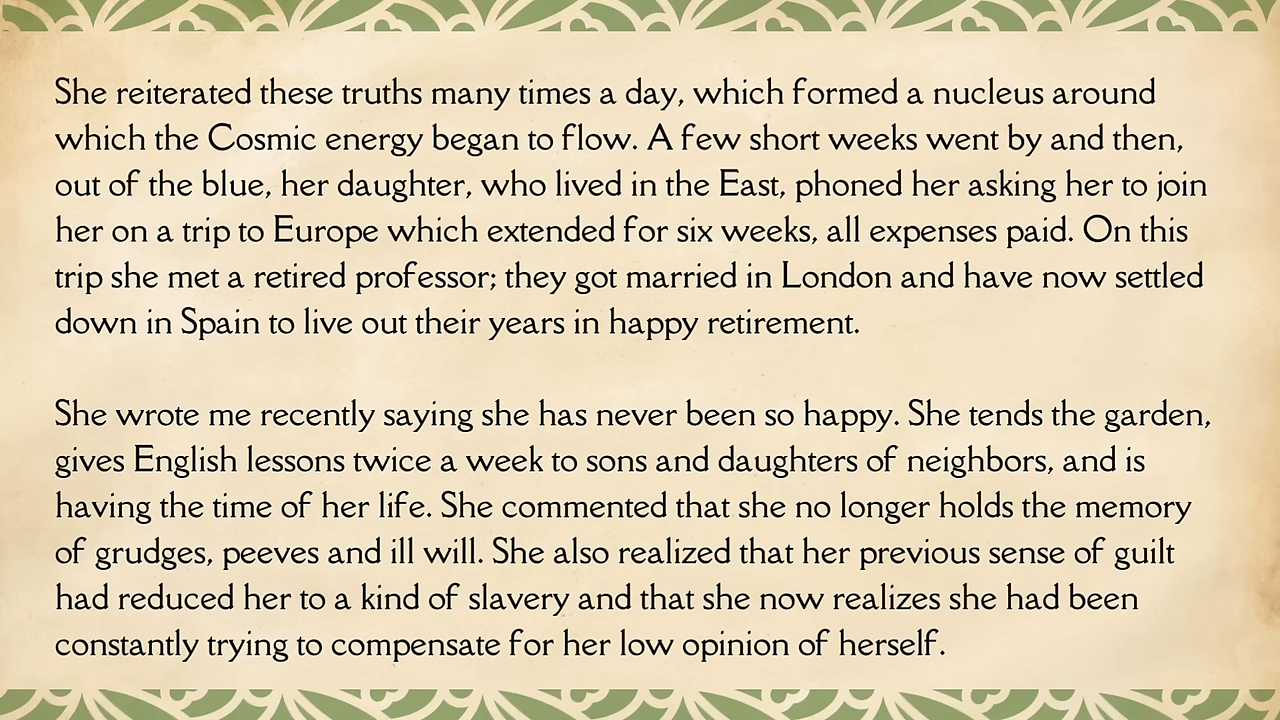 She reiterated these truths many times a day, which formed a nucleus around
which the Cosmic energy began to flow. A few short weeks went by and then,
out of the blue, her daughter, who lived in the East, phoned her asking her to join
her on a trip to Europe which extended for six weeks, all expenses paid. On this
trip she met a retired professor; they got married in London and have now settled
down in Spain to live out their years in happy retirement.
She wrote me recently saying she has never been so happy. She tends the garden,
gives English lessons twice a week to sons and daughters of neighbors, and is
having the time of her life. She commented that she no longer holds the memory
of grudges, peeves and ill will. She also realized that her previous sense of guilt
had reduced her to a kind of slavery and that she now realizes she had been
constantly trying to compensate for her low opinion of herself.